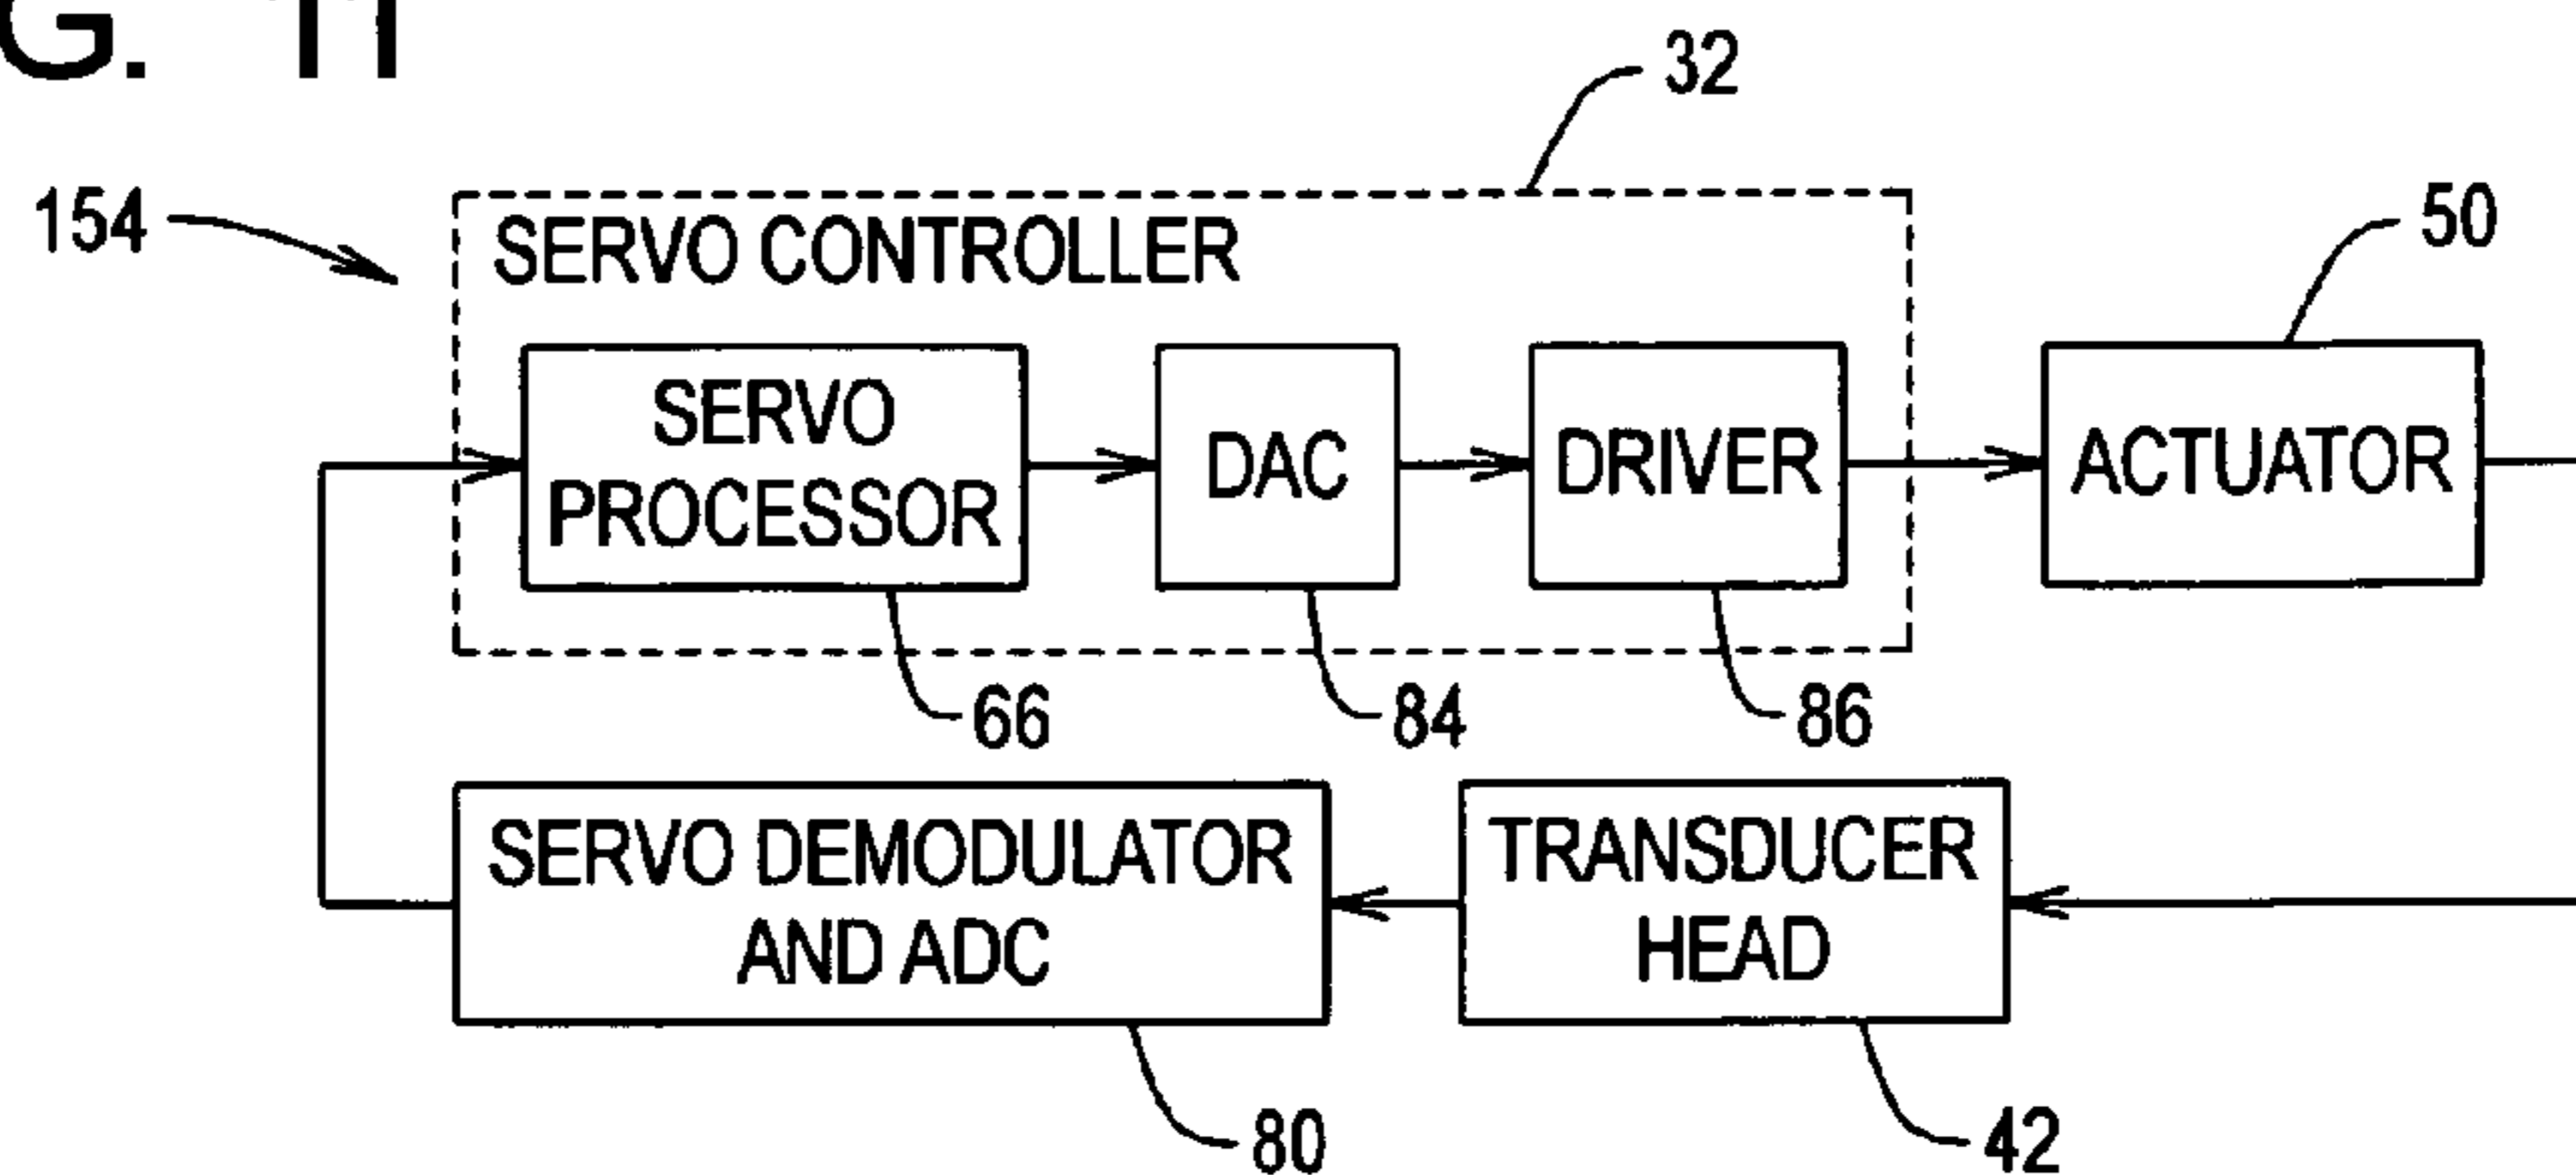 G. 11
32
154
50
SERVO CONTROLLER
SERVO
PROCESSOR
DAC
DRIVER
ACTUATOR
66
84
86
SERVO DEMODULATOR
AND ADC
TRANSDUCER
HEAD
80
42